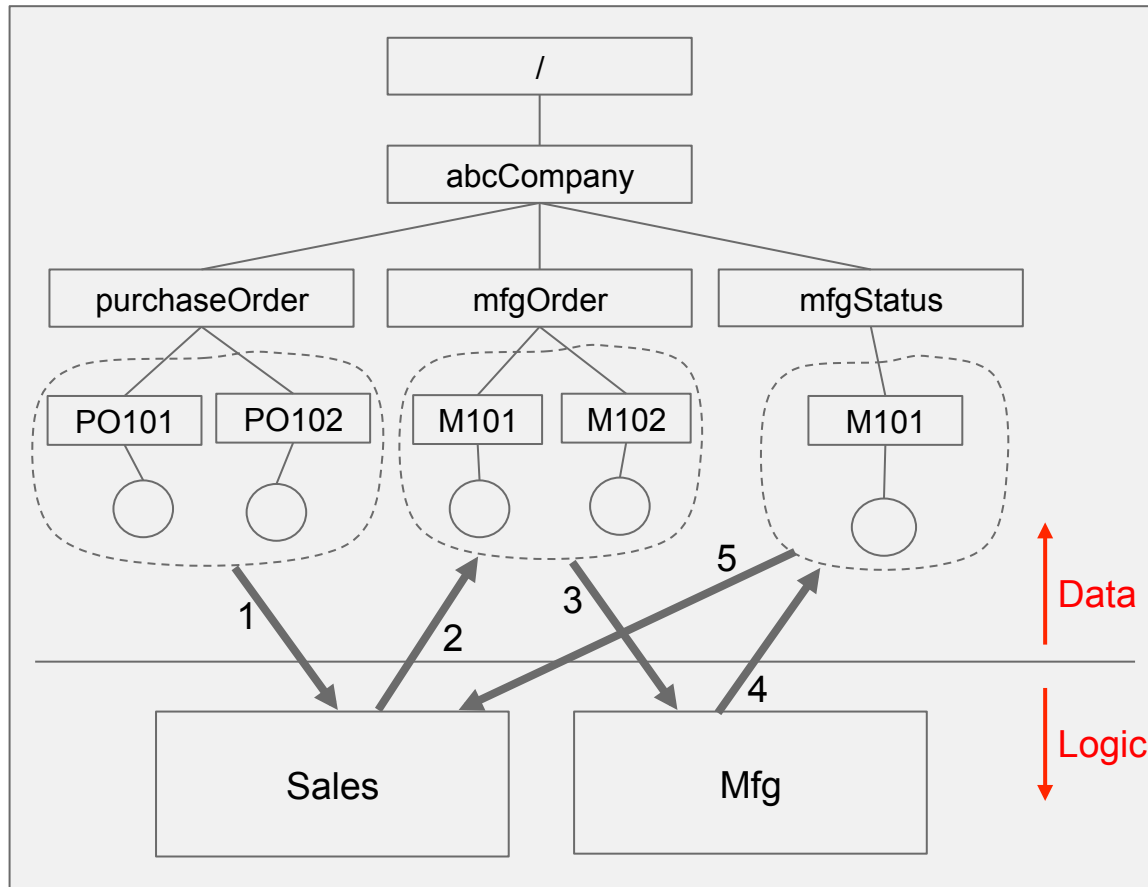 /
abcCompany
purchaseOrder
mfgOrder
mfgStatus
PO101
PO102
M101
M102
M101
1
2
3
5
4
Data
Logic
Sales
Mfg